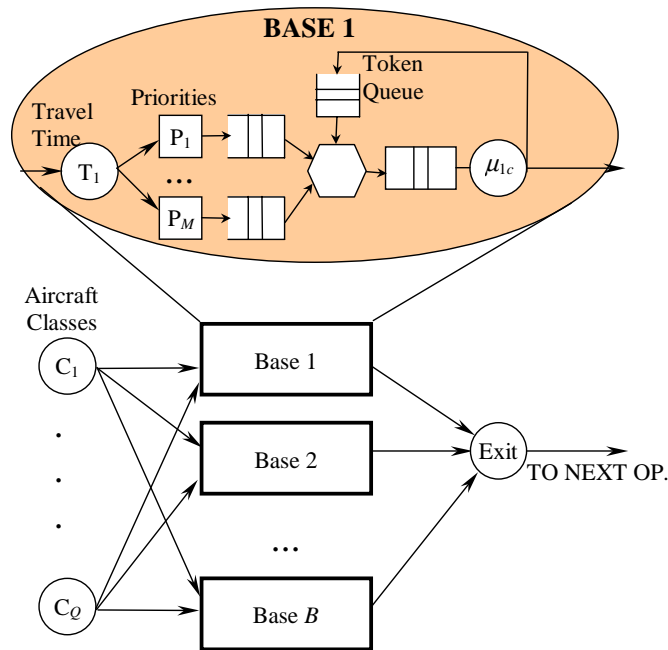 BASE 1
Token
Queue
Travel
Time
Priorities
P1
T1
...
PM
μ1c
Aircraft
Classes
C1
Base 1
Base 2
Exit
TO NEXT OP.
...
CQ
Base B